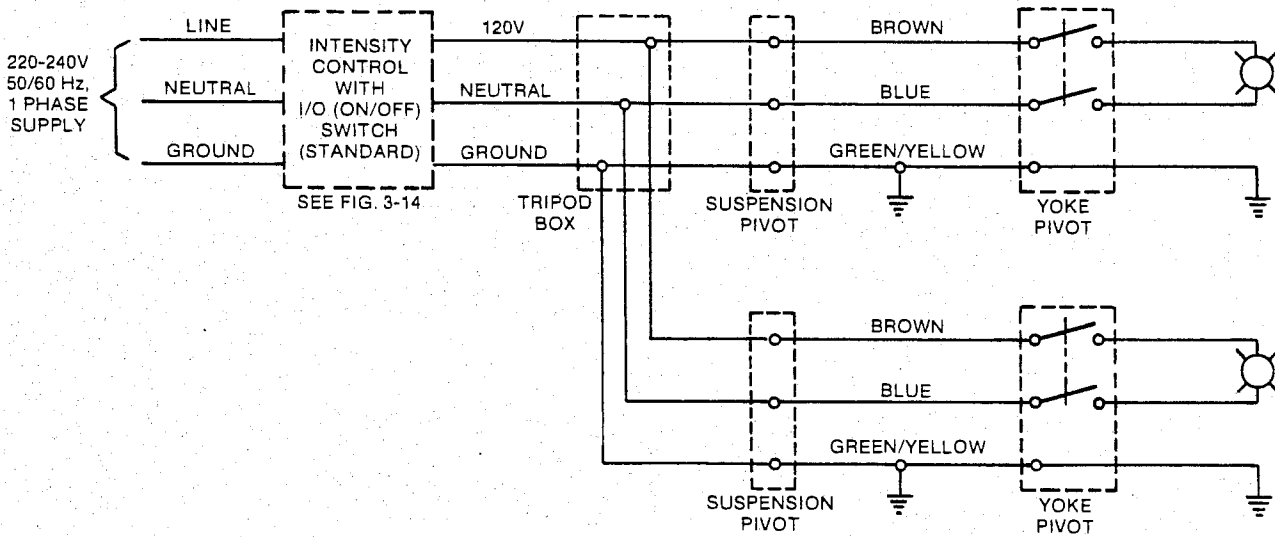 220-240V
50/60 Hz,
1 PHASE
SUPPLY
LINE
NEUTRAL
GROUND
INTENSITY
CONTROL
WITH
I/O (ON/OFF)
SWITCH
(STANDARD)
SEE FIG. 3-14
120V
NEUTRAL
GROUND
TRIPOD
BOX
SUSPENSION
PIVOT
BROWN
BLUE
GREEN/YELLOW
YOKE
PIVOT
BROWN
BLUE
GREEN/YELLOW
SUSPENSION
PIVOT
YOKE
PIVOT